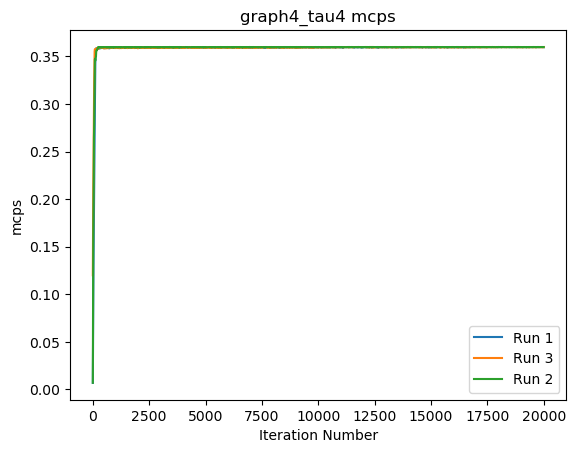 graph4_tau4 mcps
mcps
0.35
0.30
0.25
0.20
0.15
0.10
0.05
0.00
0 2500 5000 7500 10000 12500 15000 17500 20000
Iteration Number
Run 1
Run 3
Run 2